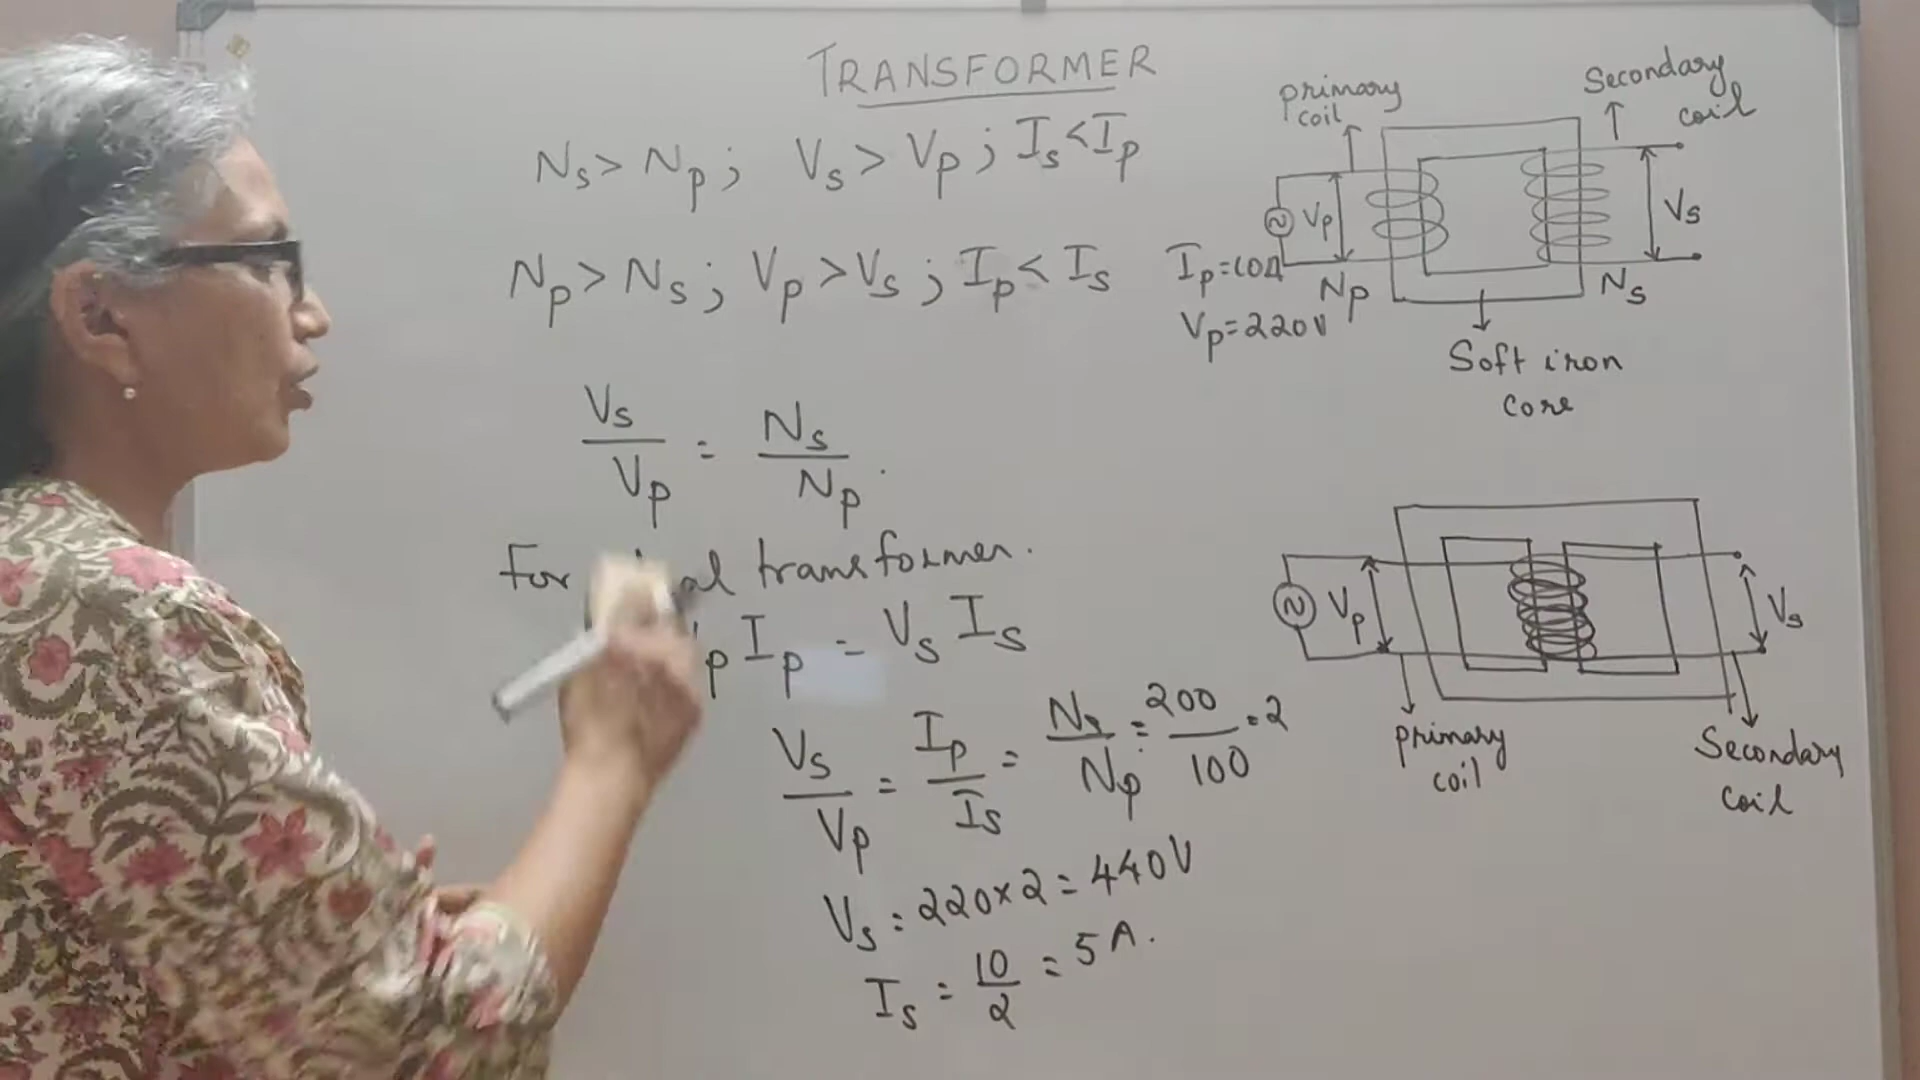 TRANSFORMER
Ns > Np ; Vs > Vp ; Is < Ip
Np > Ns ; Vp > Vs ; Ip < Is
Vs/Vp = Ns/Np .
For transformer.
p Ip = Vs Is
Vs/Vp = Ip/Is = Ns/Np = 200/100 = 2
Vs = 220 × 2 = 440V
Is = 10/2 = 5 A .
primary
coil
Secondary
coil
Vp
Vs
Ip = 10A
Vp = 220V
Np
Ns
Soft iron
core
Vp
Vs
primary
coil
Secondary
coil